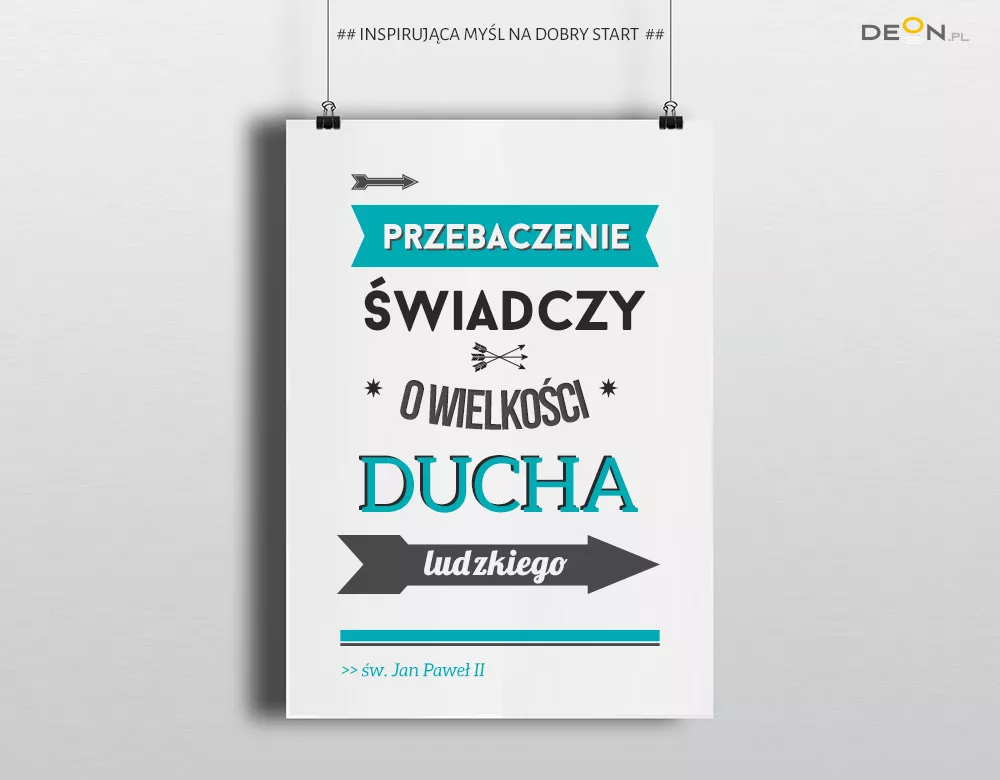 ## INSPIRUJĄCA MYŚL NA DOBRY START ##
DEON.PL
PRZEBACZENIE
ŚWIADCZY
O WIELKOŚCI
DUCHA
ludzkiego
>> św. Jan Paweł II